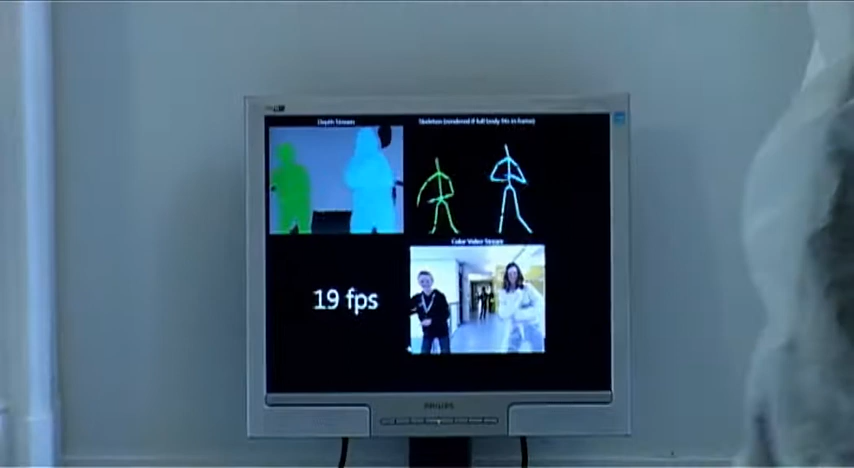 Depth Stream
Skeleton (rendered if full body fits in frame)
Color Video Stream
19 fps
PHILIPS